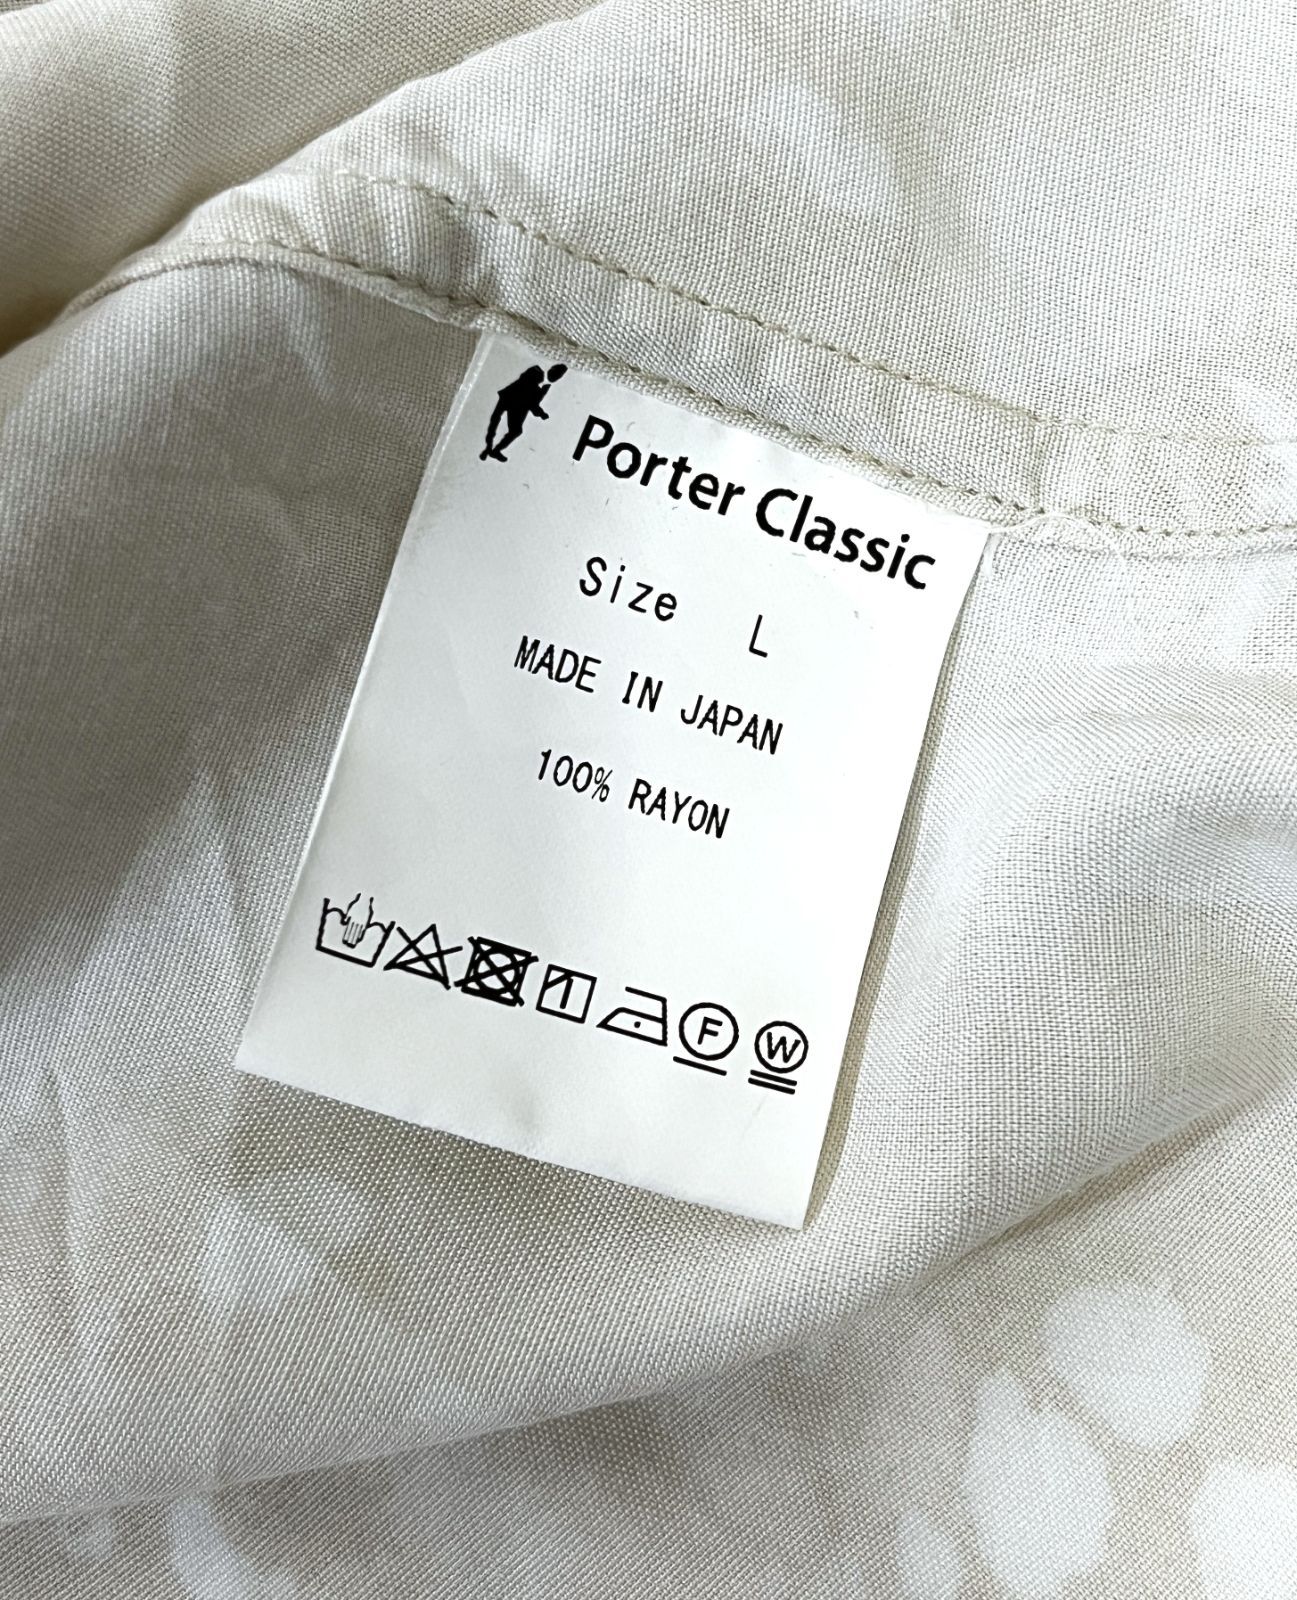 Porter Classic
Size L
MADE IN JAPAN
100% RAYON
F W